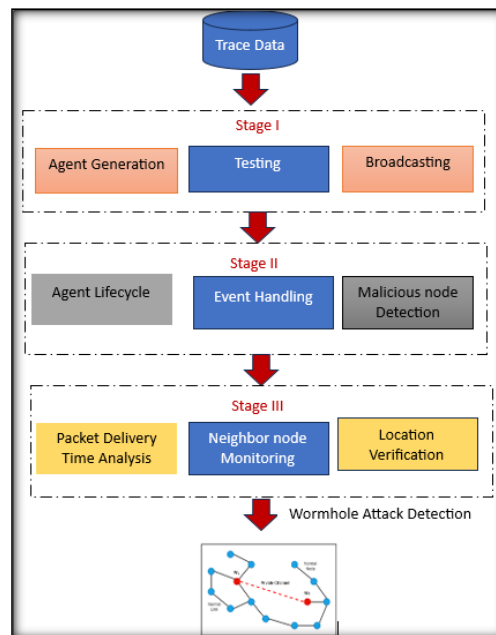 Trace Data
Stage I
Agent Generation
Testing
Broadcasting
Stage II
Agent Lifecycle
Event Handling
Malicious node
Detection
Stage III
Packet Delivery
Time Analysis
Neighbor node
Monitoring
Location
Verification
Wormhole Attack Detection